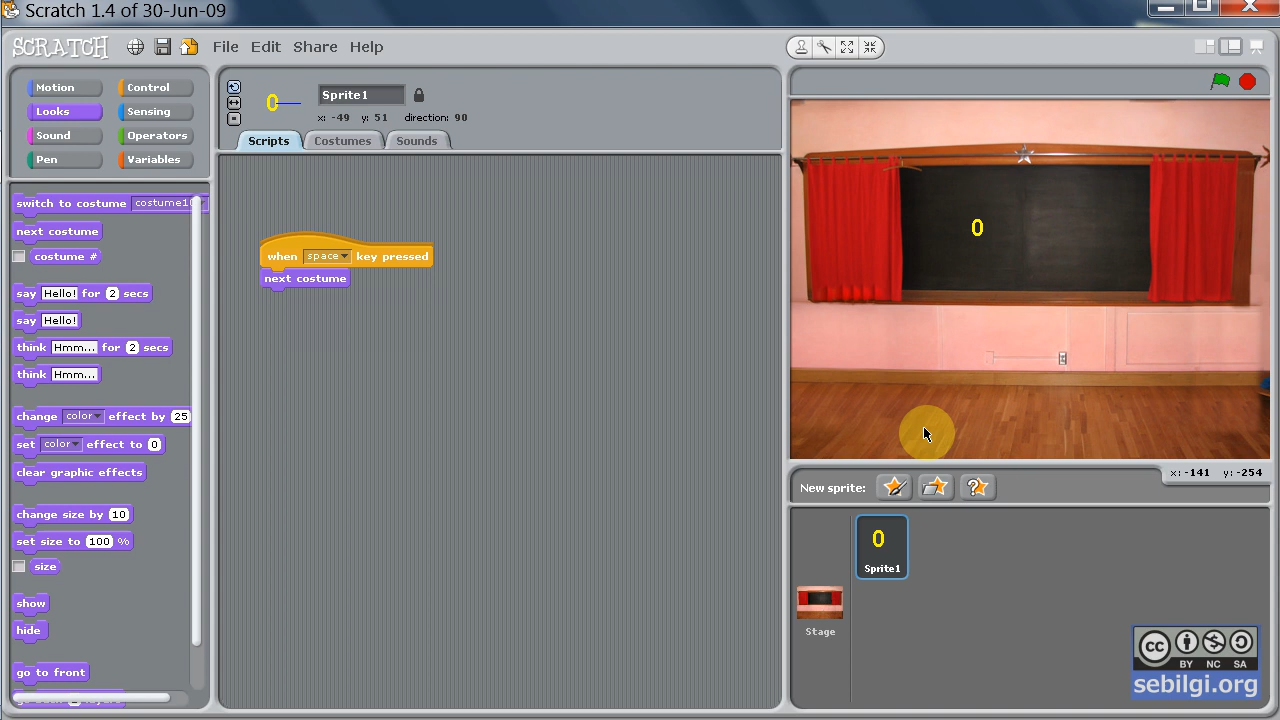 Scratch 1.4 of 30-Jun-09
SCRATCH File Edit Share Help
Motion Control
Looks Sensing
Sound Operators
Pen Variables
switch to costume costume10
next costume
costume #
say Hello! for 2 secs
say Hello!
think Hmm... for 2 secs
think Hmm...
change color effect by 25
set color effect to 0
clear graphic effects
change size by 10
set size to 100 %
size
show
hide
go to front
0 Sprite1
x: -49 y: 51 direction: 90
Scripts Costumes Sounds
when space key pressed
next costume
0
x: -141 y: -254
New sprite:
0
Sprite1
Stage
cc BY NC SA
sebilgi.org